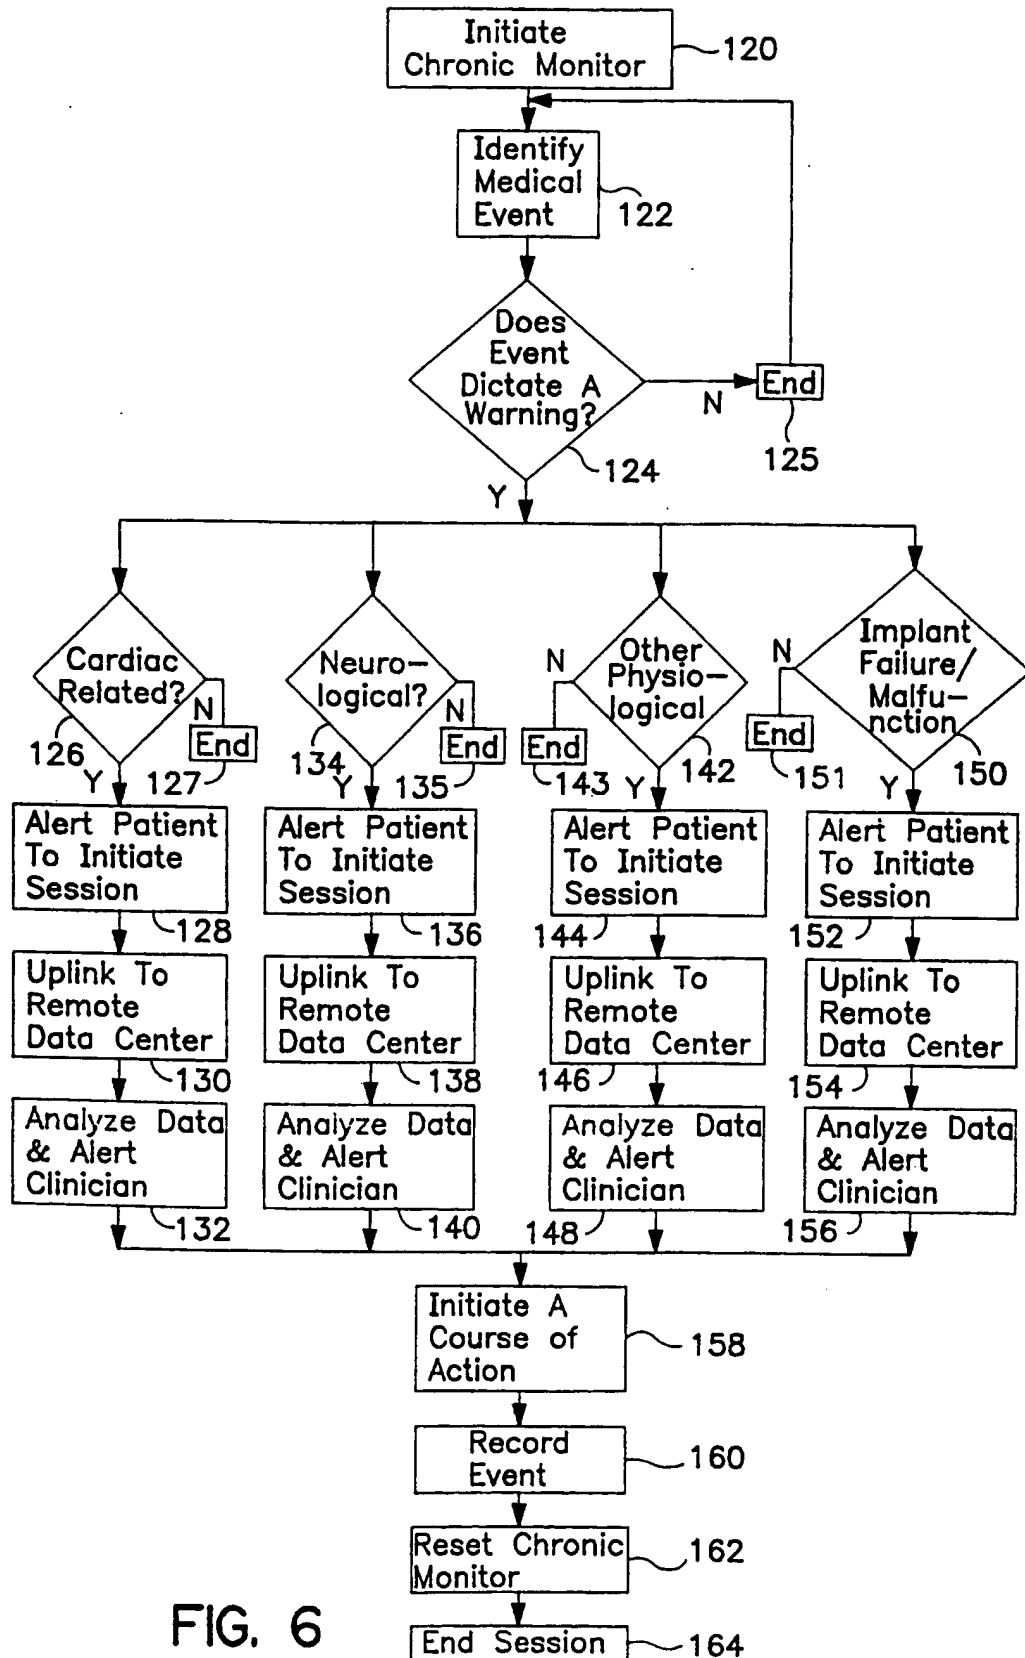 Initiate
Chronic Monitor
120
Identify
Medical
Event
122
Does
Event
Dictate A
Warning?
124
N
End
125
Y
Cardiac
Related?
126
N
End
127
Y
Neuro-
logical?
134
N
End
135
Y
Other
Physio-
logical
142
N
End
143
Y
Implant
Failure/
Malfu-
nction
150
N
End
151
Y
Alert Patient
To Initiate
Session
128
Alert Patient
To Initiate
Session
136
Alert Patient
To Initiate
Session
144
Alert Patient
To Initiate
Session
152
Uplink To
Remote
Data Center
130
Uplink To
Remote
Data Center
138
Uplink To
Remote
Data Center
146
Uplink To
Remote
Data Center
154
Analyze Data
& Alert
Clinician
132
Analyze Data
& Alert
Clinician
140
Analyze Data
& Alert
Clinician
148
Analyze Data
& Alert
Clinician
156
Initiate A
Course of
Action
158
Record
Event
160
Reset Chronic
Monitor
162
End Session
164
FIG. 6